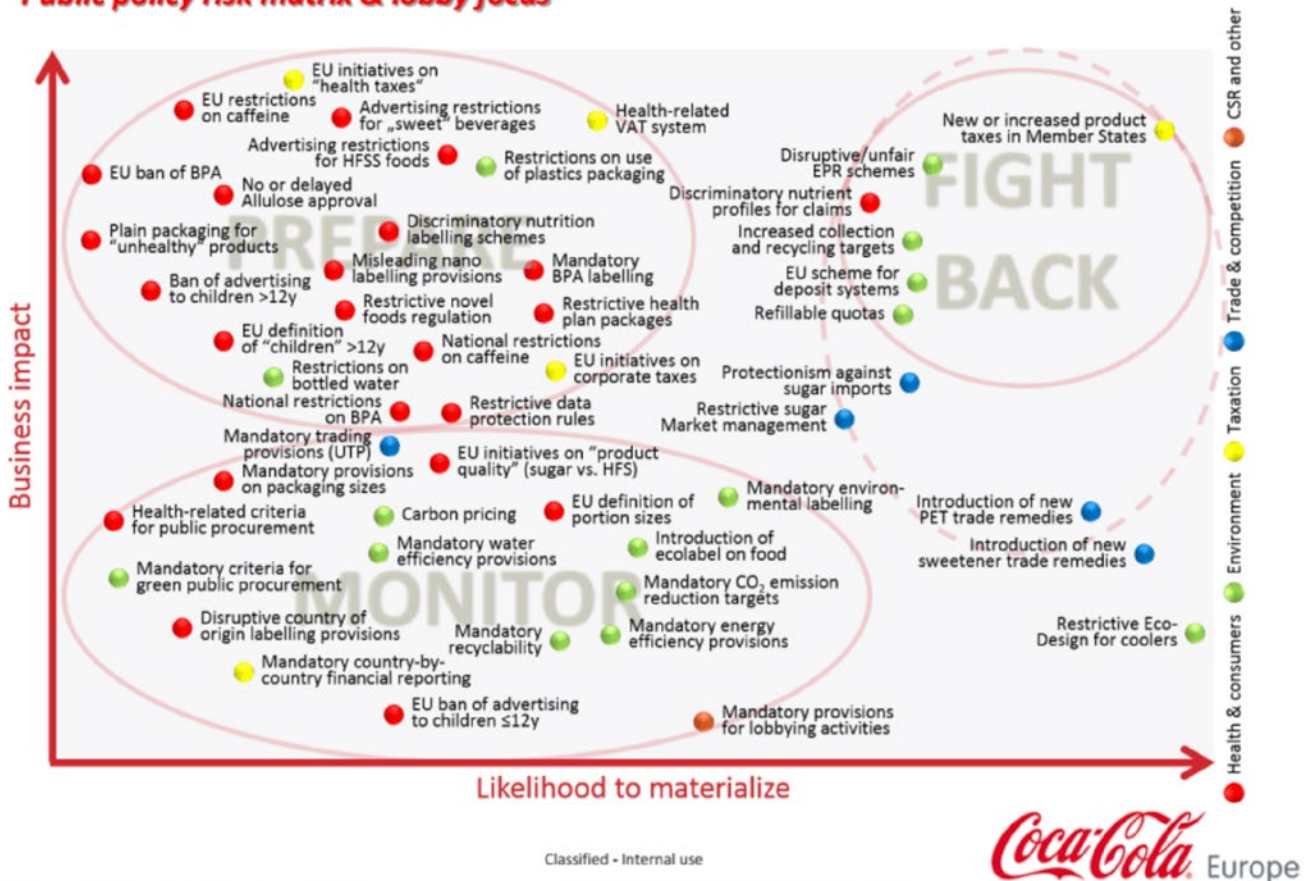 Public policy risk matrix & lobby focus
EU initiatives on
"health taxes"
EU restrictions
on caffeine
Advertising restrictions
for „sweet" beverages
Health-related
VAT system
New or increased product
taxes in Member States
Advertising restrictions
for HFSS foods
Restrictions on use
of plastics packaging
Disruptive/unfair
EPR schemes
FIGHT
BACK
EU ban of BPA
No or delayed
Allulose approval
Discriminatory nutrient
profiles for claims
PREPARE
Plain packaging for
"unhealthy" products
Discriminatory nutrition
labelling schemes
Increased collection
and recycling targets
Misleading nano
labelling provisions
Mandatory
BPA labelling
Ban of advertising
to children >12y
EU scheme for
deposit systems
Restrictive novel
foods regulation
Restrictive health
plan packages
Refillable quotas
EU definition
of "children" >12y
National restrictions
on caffeine
EU initiatives on
corporate taxes
Restrictions on
bottled water
Protectionism against
sugar imports
National restrictions
on BPA
Restrictive data
protection rules
Restrictive sugar
Market management
Mandatory trading
provisions (UTP)
EU initiatives on "product
quality" (sugar vs. HFS)
Mandatory provisions
on packaging sizes
Mandatory environ-
mental labelling
Health-related criteria
for public procurement
Carbon pricing
EU definition of
portion sizes
Introduction of new
PET trade remedies
Mandatory water
efficiency provisions
Introduction of
ecolabel on food
Introduction of new
sweetener trade remedies
Mandatory criteria for
green public procurement
MONITOR
Mandatory CO₂ emission
reduction targets
Disruptive country of
origin labelling provisions
Mandatory
recyclability
Mandatory energy
efficiency provisions
Restrictive Eco-
Design for coolers
Mandatory country-by-
country financial reporting
EU ban of advertising
to children ≤12y
Mandatory provisions
for lobbying activities
Business impact
Likelihood to materialize
Health & consumers
Environment
Taxation
Trade & competition
CSR and other
Classified - Internal use
Coca-Cola Europe